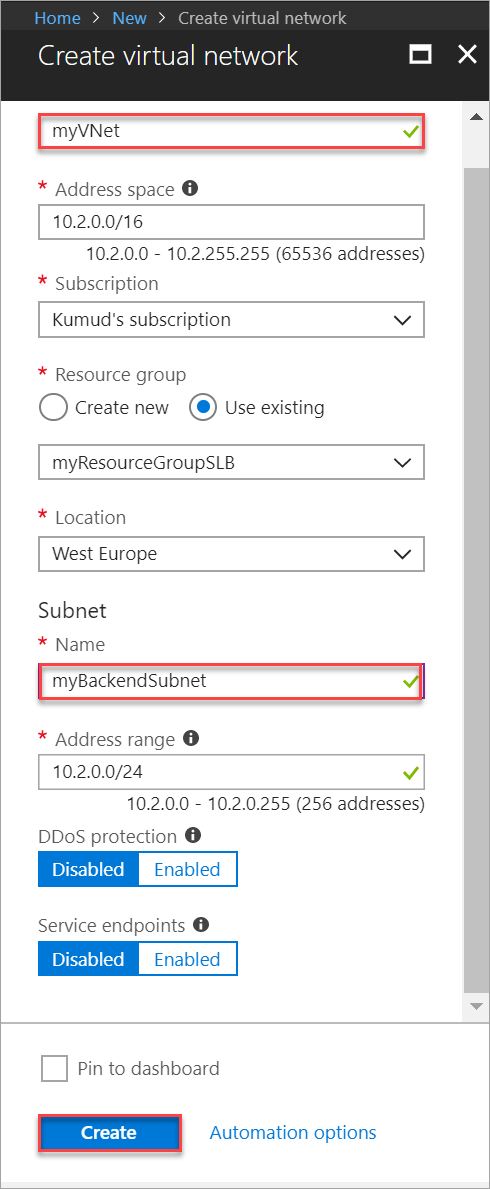 Home > New > Create virtual network
Create virtual network
myVNet
* Address space
10.2.0.0/16
10.2.0.0 - 10.2.255.255 (65536 addresses)
* Subscription
Kumud's subscription
* Resource group
Create new Use existing
myResourceGroupSLB
* Location
West Europe
Subnet
* Name
myBackendSubnet
* Address range
10.2.0.0/24
10.2.0.0 - 10.2.0.255 (256 addresses)
DDoS protection
Disabled Enabled
Service endpoints
Disabled Enabled
Pin to dashboard
Create Automation options